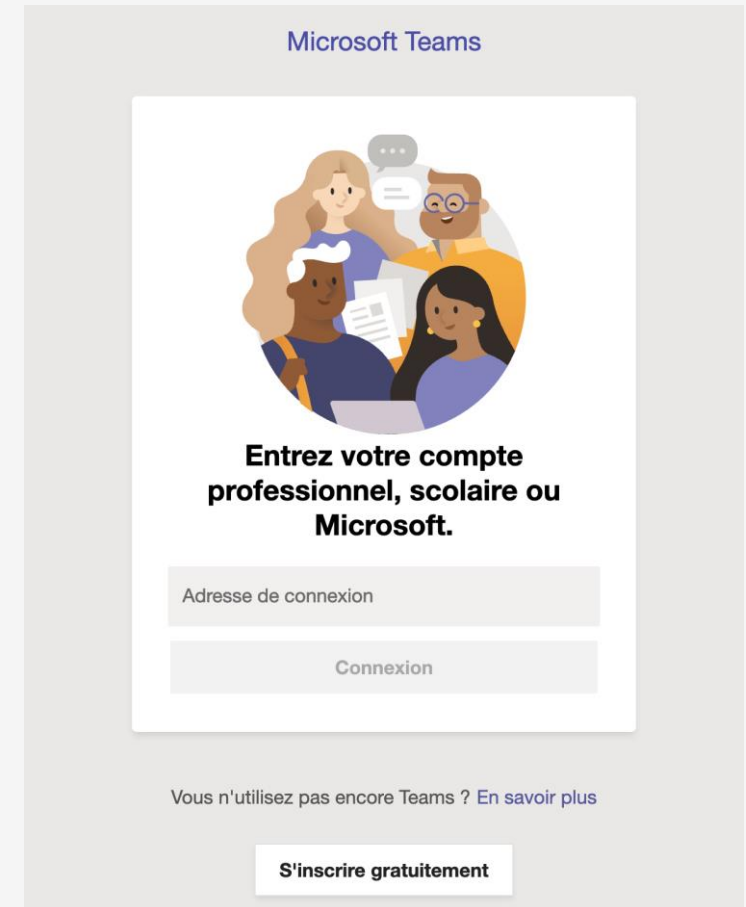 Microsoft Teams
Entrez votre compte
professionnel, scolaire ou
Microsoft.
Adresse de connexion
Connexion
Vous n'utilisez pas encore Teams ? En savoir plus
S'inscrire gratuitement